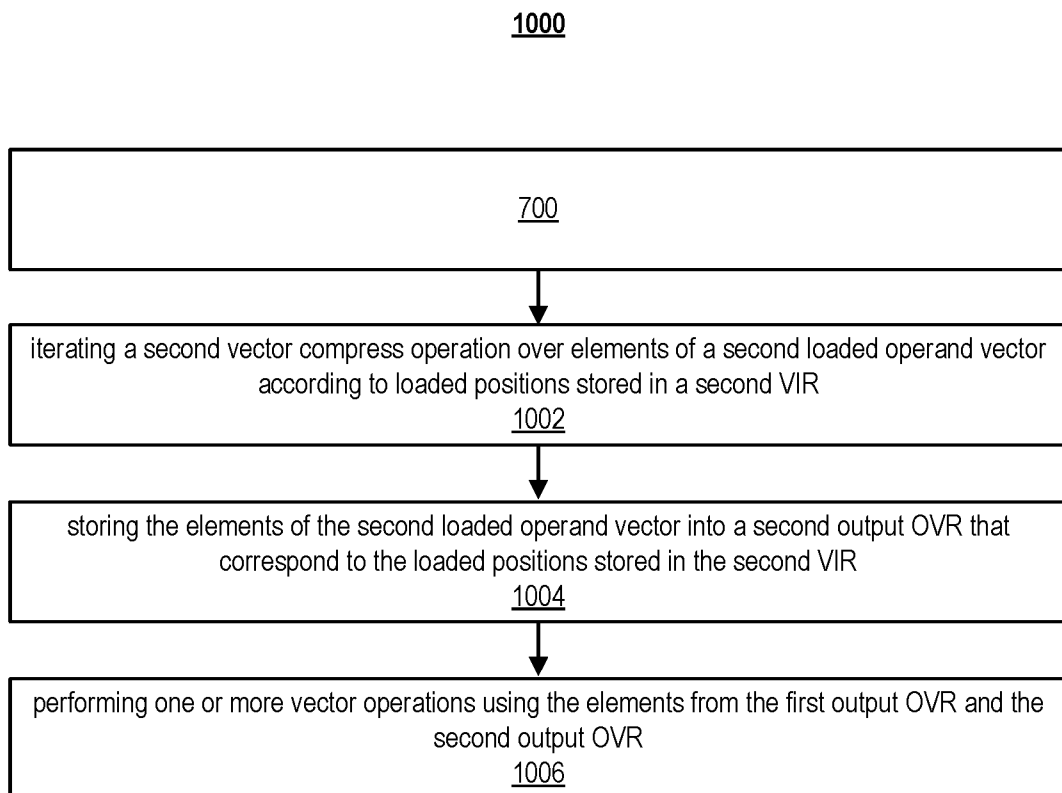 1000
700
iterating a second vector compress operation over elements of a second loaded operand vector
according to loaded positions stored in a second VIR
1002
storing the elements of the second loaded operand vector into a second output OVR that
correspond to the loaded positions stored in the second VIR
1004
performing one or more vector operations using the elements from the first output OVR and the
second output OVR
1006